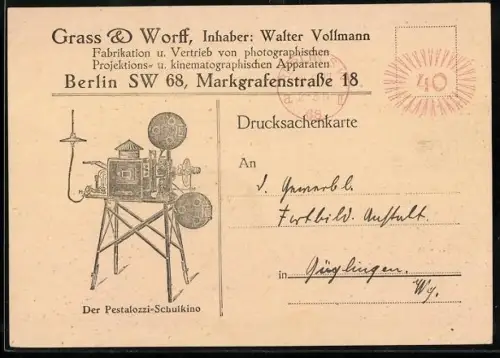 Grass & Worff, Inhaber: Walter Vollmann
Fabrikation u. Vertrieb von photographischen
Projektions- u. kinematographischen Apparaten
Berlin SW 68, Markgrafenstraße 18
40
68
Drucksachenkarte
An
d. Gewerbl.
Fortbild. Anstalt.
in Güglingen.
Wg.
Der Pestalozzi-Schulkino